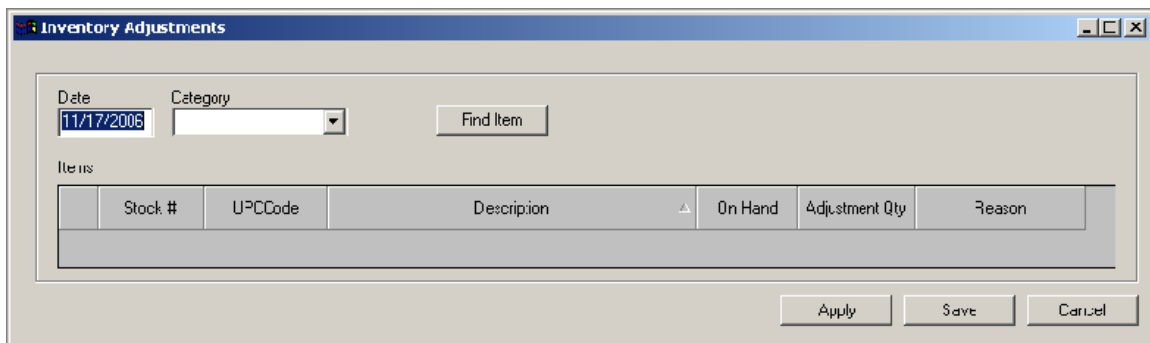 Inventory Adjustments
Date Category
11/17/2006 Find Item
Items
Stock # UPCCode Description On Hand Adjustment Qty Reason
Apply Save Cancel